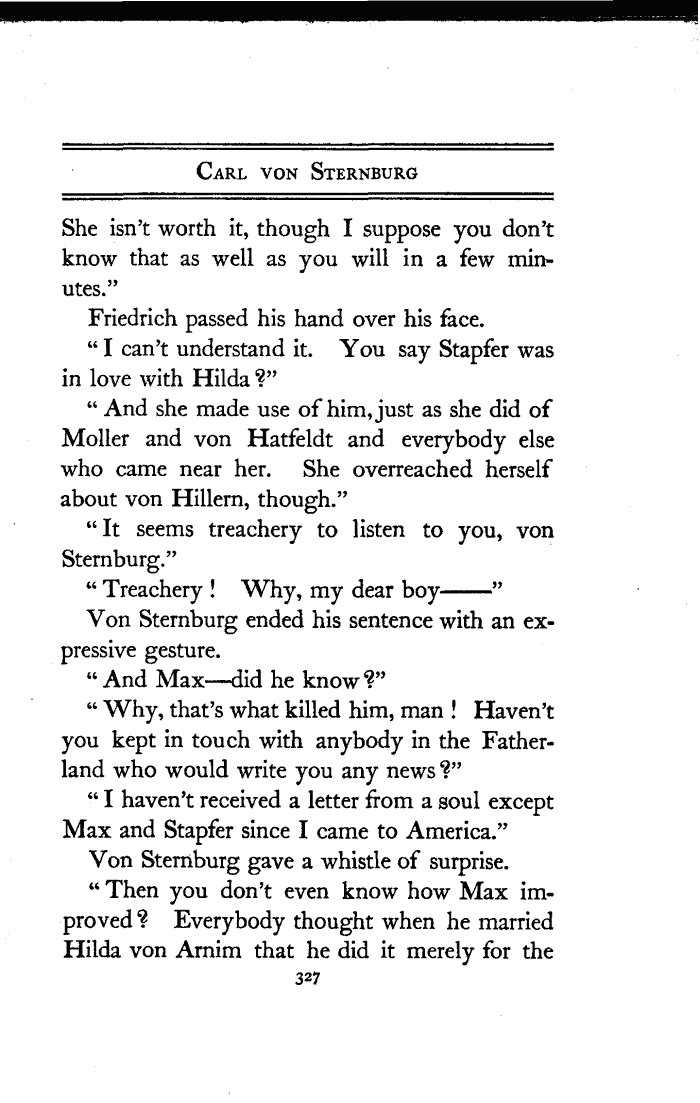 Carl von Sternburg
She isn't worth it, though I suppose you don't
know that as well as you will in a few min-
utes."
Friedrich passed his hand over his face.
"I can't understand it. You say Stapfer was
in love with Hilda?"
"And she made use of him, just as she did of
Moller and von Hatfeldt and everybody else
who came near her. She overreached herself
about von Hillern, though."
"It seems treachery to listen to you, von
Sternburg."
"Treachery! Why, my dear boy——"
Von Sternburg ended his sentence with an ex-
pressive gesture.
"And Max—did he know?"
"Why, that's what killed him, man! Haven't
you kept in touch with anybody in the Father-
land who would write you any news?"
"I haven't received a letter from a soul except
Max and Stapfer since I came to America."
Von Sternburg gave a whistle of surprise.
"Then you don't even know how Max im-
proved? Everybody thought when he married
Hilda von Arnim that he did it merely for the
327